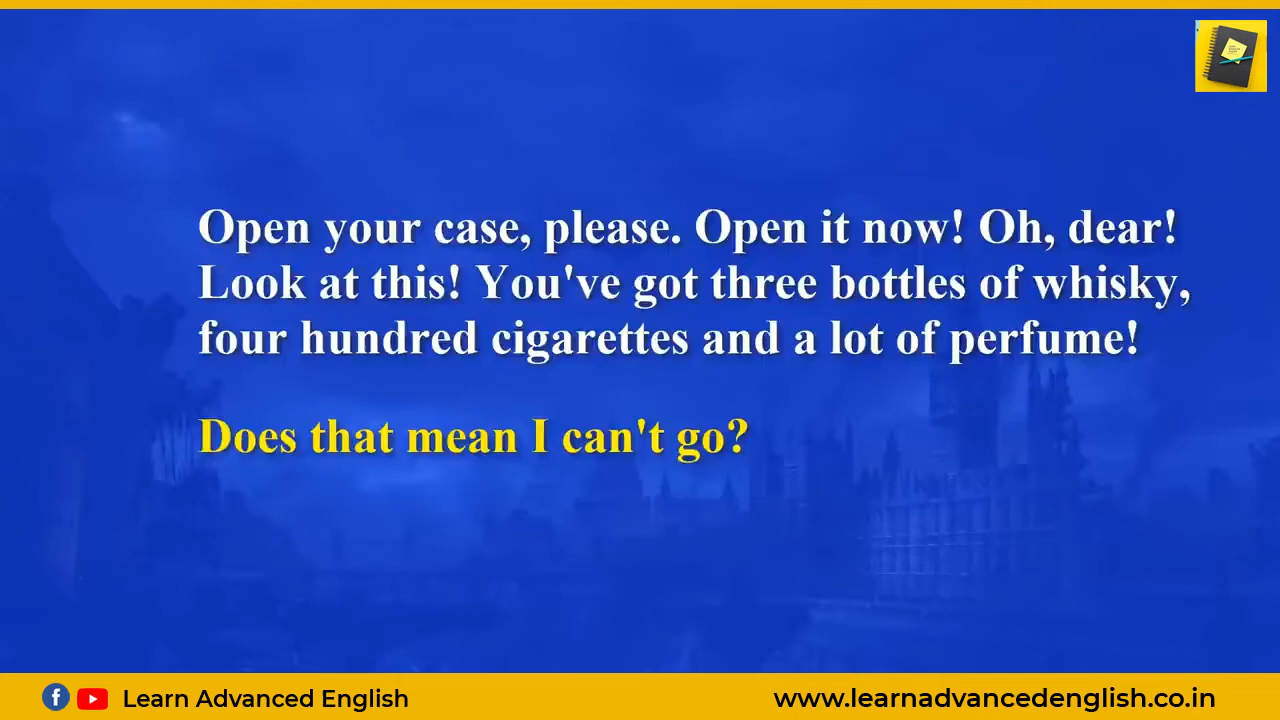 Open your case, please. Open it now! Oh, dear!
Look at this! You've got three bottles of whisky,
four hundred cigarettes and a lot of perfume!
Does that mean I can't go?
Learn Advanced English
www.learnadvancedenglish.co.in